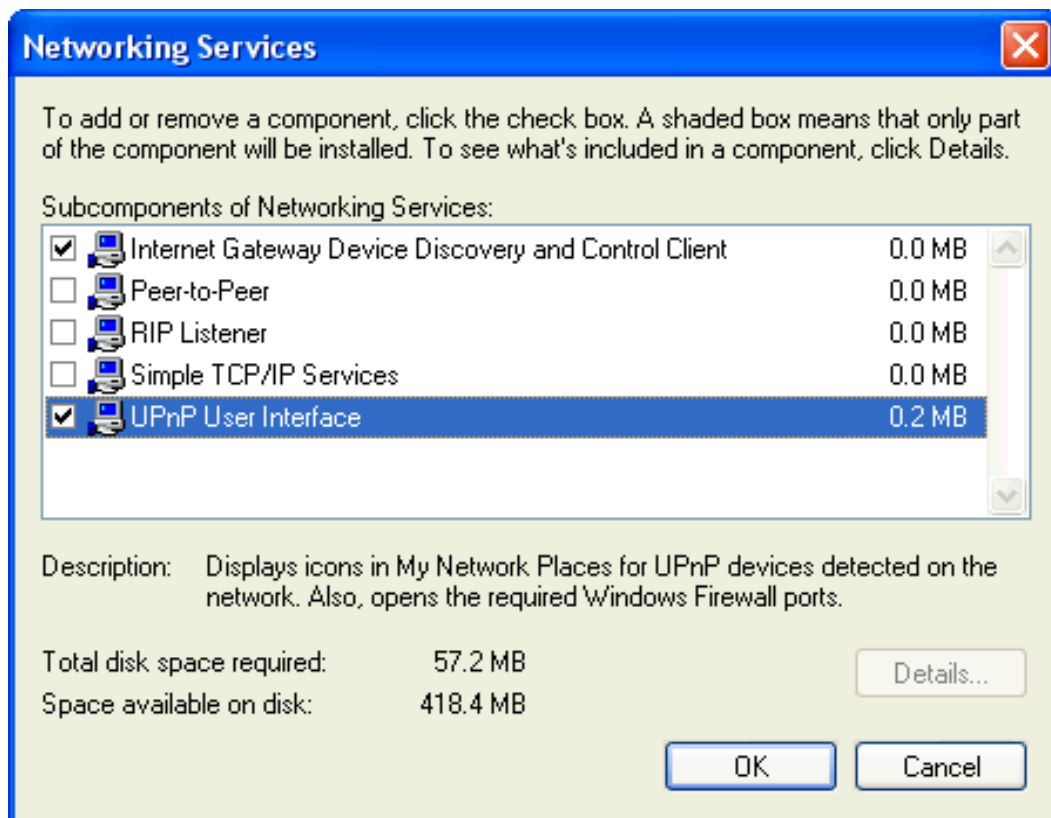 Networking Services
To add or remove a component, click the check box. A shaded box means that only part
of the component will be installed. To see what's included in a component, click Details.
Subcomponents of Networking Services:
Internet Gateway Device Discovery and Control Client 0.0 MB
Peer-to-Peer 0.0 MB
RIP Listener 0.0 MB
Simple TCP/IP Services 0.0 MB
UPnP User Interface 0.2 MB
Description: Displays icons in My Network Places for UPnP devices detected on the
network. Also, opens the required Windows Firewall ports.
Total disk space required: 57.2 MB
Details...
Space available on disk: 418.4 MB
OK Cancel